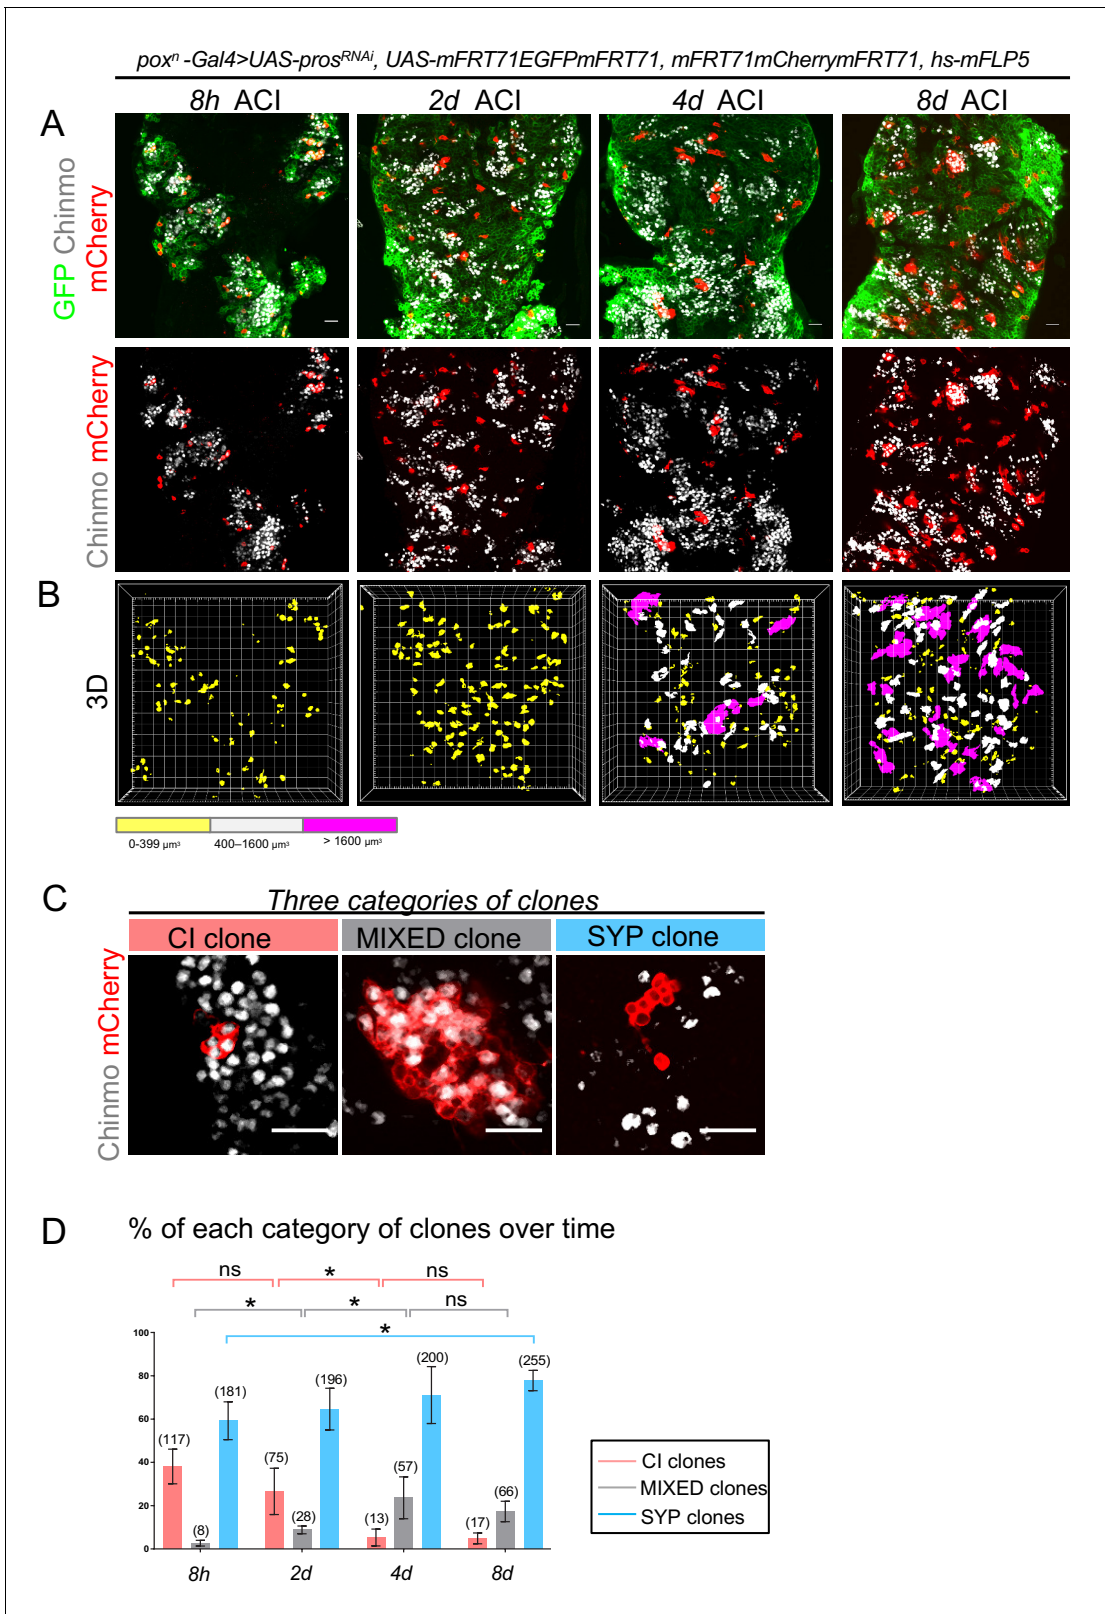 poxⁿ -Gal4>UAS-prosᴿᴺᴬⁱ, UAS-mFRT71EGFPmFRT71, mFRT71mCherrymFRT71, hs-mFLP5
8h ACI 2d ACI 4d ACI 8d ACI
A
GFP Chinmo
mCherry
Chinmo mCherry
B
3D
0-399 µm³ 400–1600 µm³ > 1600 µm³
C
Three categories of clones
CI clone MIXED clone SYP clone
Chinmo mCherry
D
% of each category of clones over time
ns * ns
* * ns
*
100
80
60
40
20
0
(117) (8) (181)
(75) (28) (196)
(13) (57) (200)
(17) (66) (255)
8h 2d 4d 8d
CI clones
MIXED clones
SYP clones